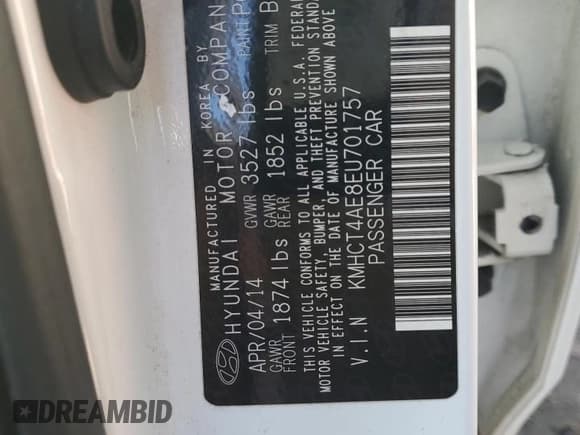 MANUFACTURED IN KOREA BY
HYUNDAI MOTOR COMPANY
APR/04/14 GVWR 3527 lbs PAINT
GAWR FRONT 1874 lbs GAWR REAR 1852 lbs TRIM
THIS VEHICLE CONFORMS TO ALL APPLICABLE U.S.A. FEDERAL
MOTOR VEHICLE SAFETY, BUMPER, AND THEFT PREVENTION STANDA
IN EFFECT ON THE DATE OF MANUFACTURE SHOWN ABOVE
V.I.N KMHCT4AE8EU701757
PASSENGER CAR
DREAMBID